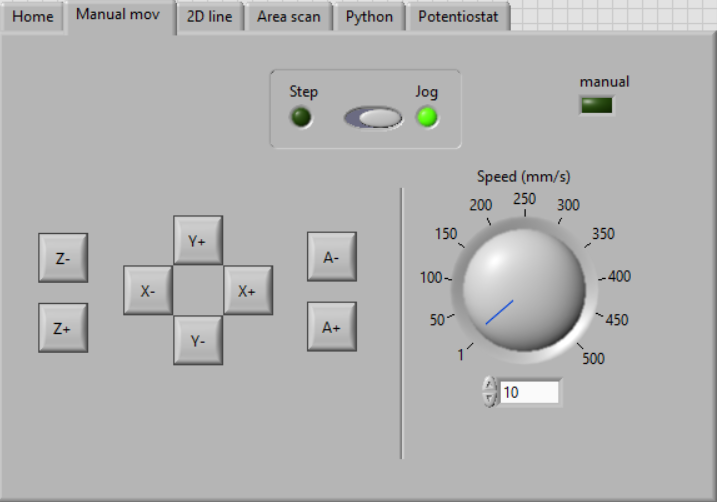 Home Manual mov 2D line Area scan Python Potentiostat
Step Jog
manual
Speed (mm/s)
200 250 300
150 350
100 400
50 450
1 500
10
Z- Y+ A-
X- X+
Z+ Y- A+